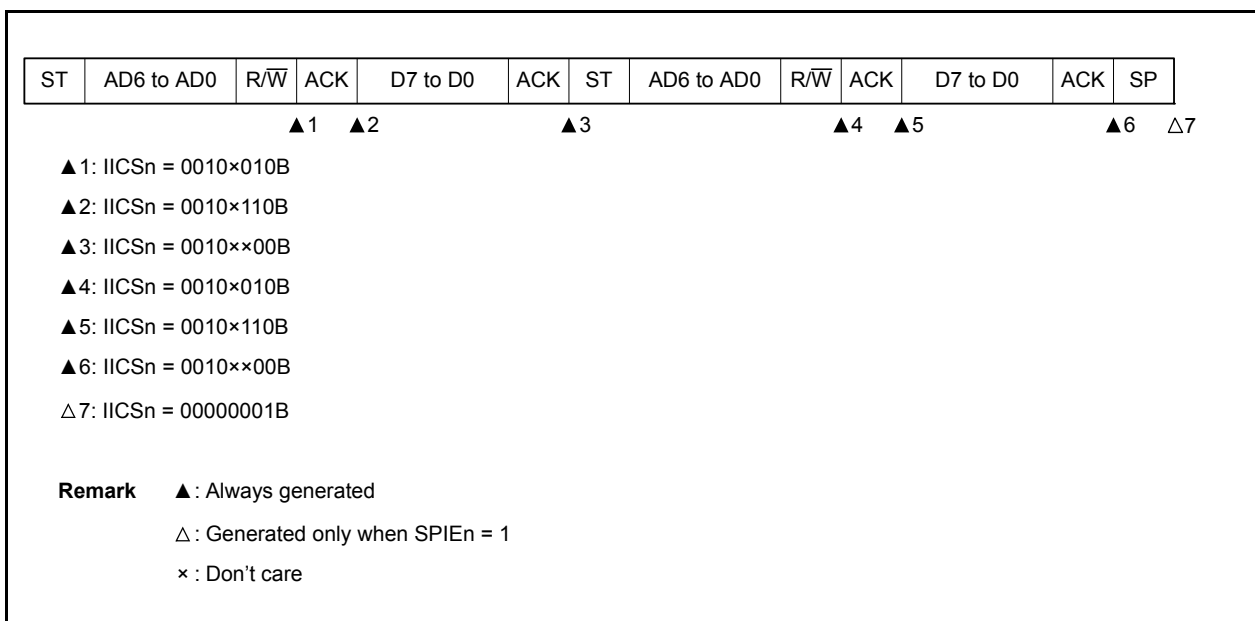 ST AD6 to AD0 R/W̅ ACK D7 to D0 ACK ST AD6 to AD0 R/W̅ ACK D7 to D0 ACK SP
▲1 ▲2 ▲3 ▲4 ▲5 ▲6 △7
▲1: IICSn = 0010×010B
▲2: IICSn = 0010×110B
▲3: IICSn = 0010××00B
▲4: IICSn = 0010×010B
▲5: IICSn = 0010×110B
▲6: IICSn = 0010××00B
△7: IICSn = 00000001B
Remark ▲: Always generated
△: Generated only when SPIEn = 1
×: Don't care